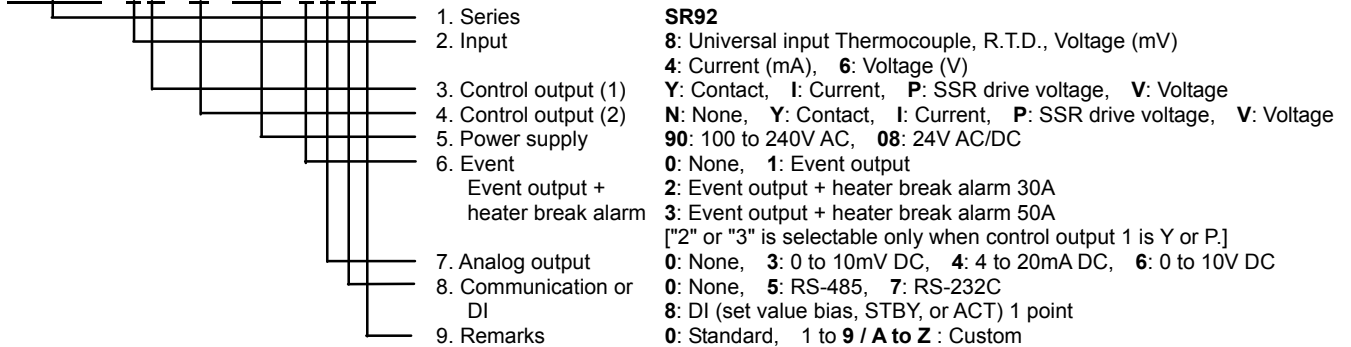 1. Series SR92
2. Input 8: Universal input Thermocouple, R.T.D., Voltage (mV)
4: Current (mA), 6: Voltage (V)
3. Control output (1) Y: Contact, I: Current, P: SSR drive voltage, V: Voltage
4. Control output (2) N: None, Y: Contact, I: Current, P: SSR drive voltage, V: Voltage
5. Power supply 90: 100 to 240V AC, 08: 24V AC/DC
6. Event 0: None, 1: Event output
Event output + 2: Event output + heater break alarm 30A
heater break alarm 3: Event output + heater break alarm 50A
["2" or "3" is selectable only when control output 1 is Y or P.]
7. Analog output 0: None, 3: 0 to 10mV DC, 4: 4 to 20mA DC, 6: 0 to 10V DC
8. Communication or 0: None, 5: RS-485, 7: RS-232C
DI 8: DI (set value bias, STBY, or ACT) 1 point
9. Remarks 0: Standard, 1 to 9 / A to Z : Custom